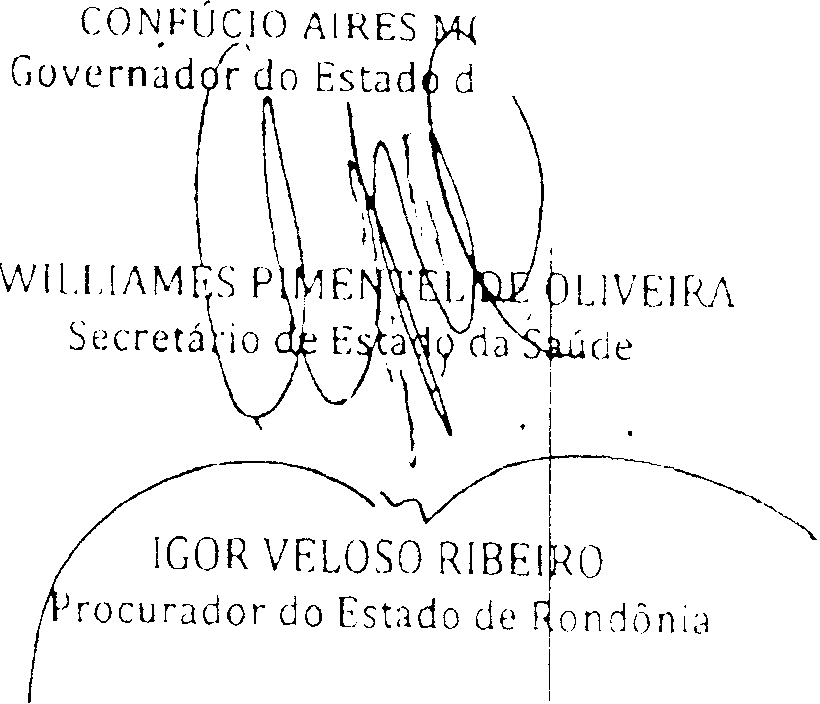 CONFÚCIO AIRES M
Governador do Estado d
WILLIAMES PIMENTEL DE OLIVEIRA
Secretário de Estado da Saúde
IGOR VELOSO RIBEIRO
Procurador do Estado de Rondônia